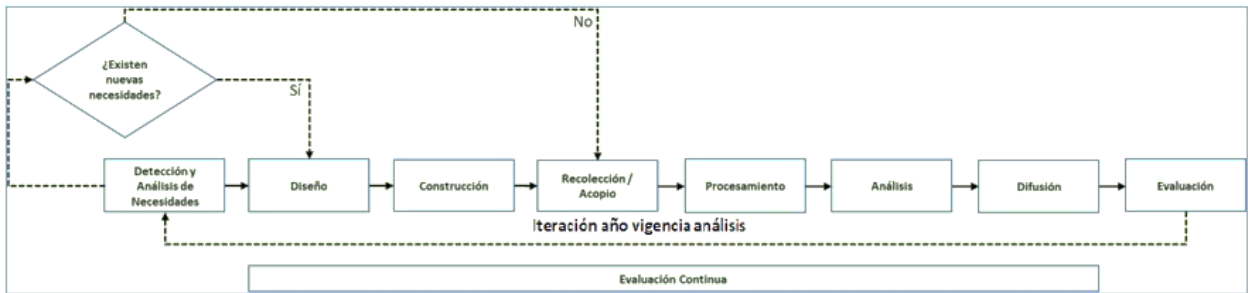 No
¿Existen
nuevas
necesidades?
Sí
Detección y
Análisis de
Necesidades
Diseño
Construcción
Recolección /
Acopio
Procesamiento
Análisis
Difusión
Evaluación
Iteración año vigencia análisis
Evaluación Continua